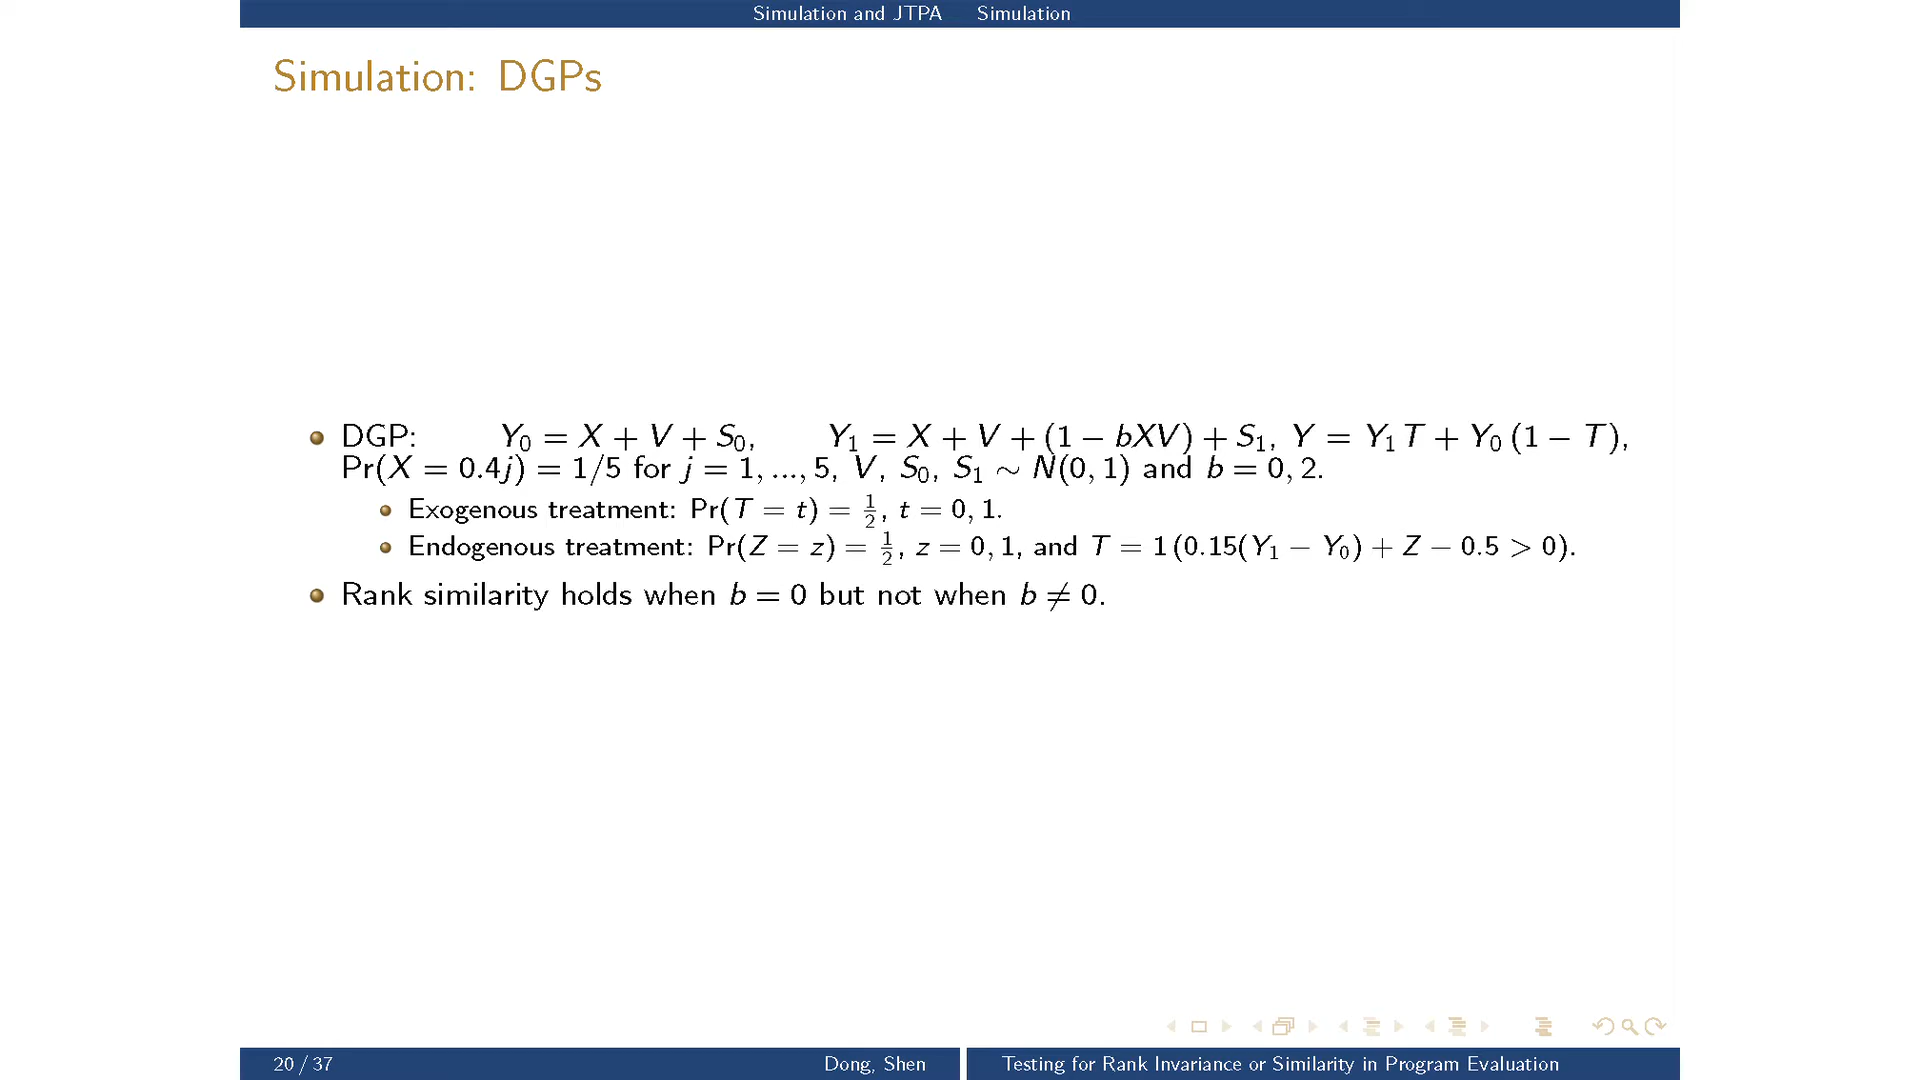 Simulation and JTPA Simulation
Simulation: DGPs
DGP: Y₀ = X + V + S₀, Y₁ = X + V + (1 − bXV) + S₁, Y = Y₁T + Y₀(1 − T),
Pr(X = 0.4j) = 1/5 for j = 1, ..., 5, V, S₀, S₁ ∼ N(0, 1) and b = 0, 2.
Exogenous treatment: Pr(T = t) = 1/2, t = 0, 1.
Endogenous treatment: Pr(Z = z) = 1/2, z = 0, 1, and T = 1(0.15(Y₁ − Y₀) + Z − 0.5 > 0).
Rank similarity holds when b = 0 but not when b ≠ 0.
20 / 37 Dong, Shen Testing for Rank Invariance or Similarity in Program Evaluation